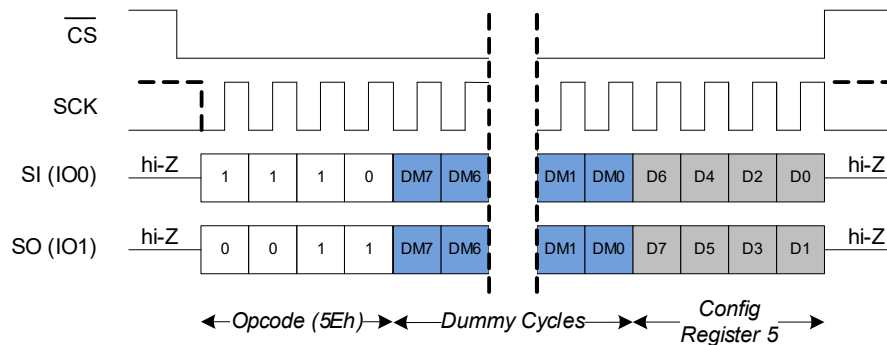 CS
SCK
SI (IO0) hi-Z 1 1 1 0 DM7 DM6 DM1 DM0 D6 D4 D2 D0 hi-Z
SO (IO1) hi-Z 0 0 1 1 DM7 DM6 DM1 DM0 D7 D5 D3 D1 hi-Z
Opcode (5Eh) Dummy Cycles Config
Register 5